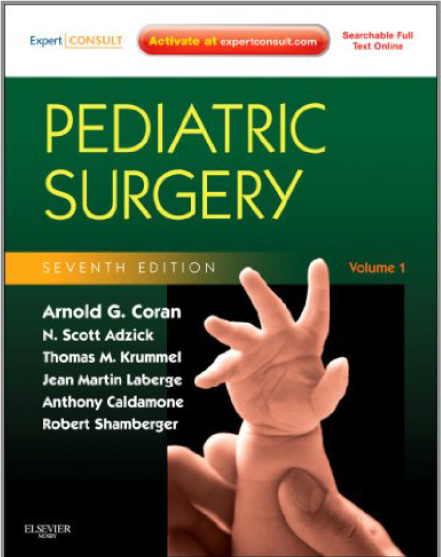 Expert CONSULT
Activate at expertconsult.com
Searchable Full
Text Online
PEDIATRIC
SURGERY
SEVENTH EDITION
Volume 1
Arnold G. Coran
N. Scott Adzick
Thomas M. Krummel
Jean Martin Laberge
Anthony Caldamone
Robert Shamberger
ELSEVIER
MOSBY